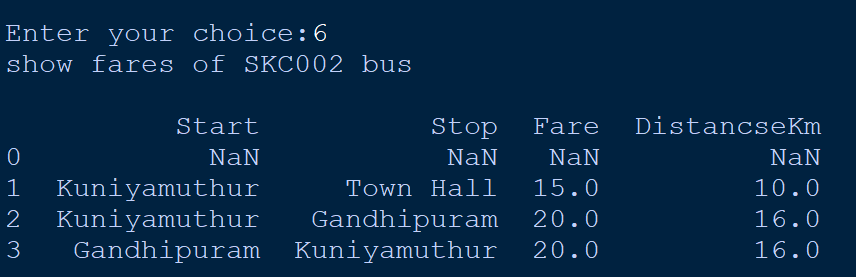 Enter your choice:6
show fares of SKC002 bus
Start Stop Fare DistancseKm
0 NaN NaN NaN NaN
1 Kuniyamuthur Town Hall 15.0 10.0
2 Kuniyamuthur Gandhipuram 20.0 16.0
3 Gandhipuram Kuniyamuthur 20.0 16.0